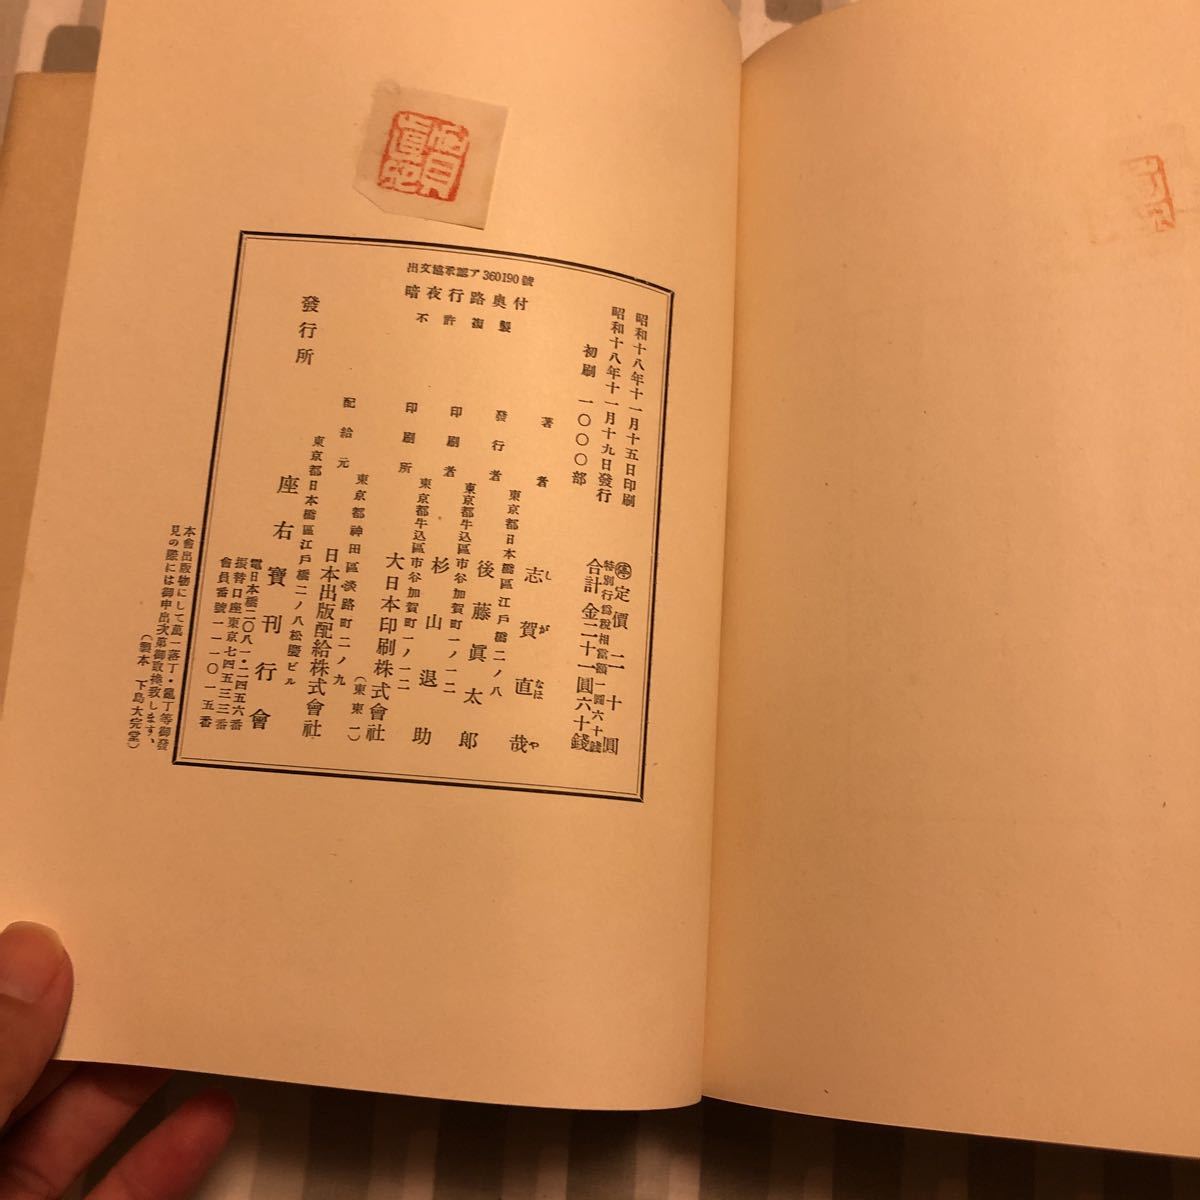 出文協承認ア360190號
暗夜行路奥付
不許複製
昭和十八年十一月十五日印刷
昭和十八年十一月十九日發行
初刷一〇〇〇部
定價二十圓
特別行爲税相當額一圓六十錢
合計金二十一圓六十錢
著者 志賀直哉
しがなほや
發行者 東京都日本橋區江戸橋二ノ八
後藤眞太郎
印刷者 東京都牛込區市谷加賀町一ノ一二
杉山退助
印刷所 東京都牛込區市谷加賀町一ノ一二
大日本印刷株式會社
(東東一)
配給元 東京都神田區淡路町二ノ九
日本出版配給株式會社
發行所 東京都日本橋區江戸橋二ノ八松慶ビル
座右寶刊行會
電日本橋二〇八一・二四五六番
振替口座東京七四五三三番
會員番號一一一〇一五番
本會出版物にして萬一落丁・亂丁等御發
見の際には御申出次第御取換致します。
(製本 下島大完堂)